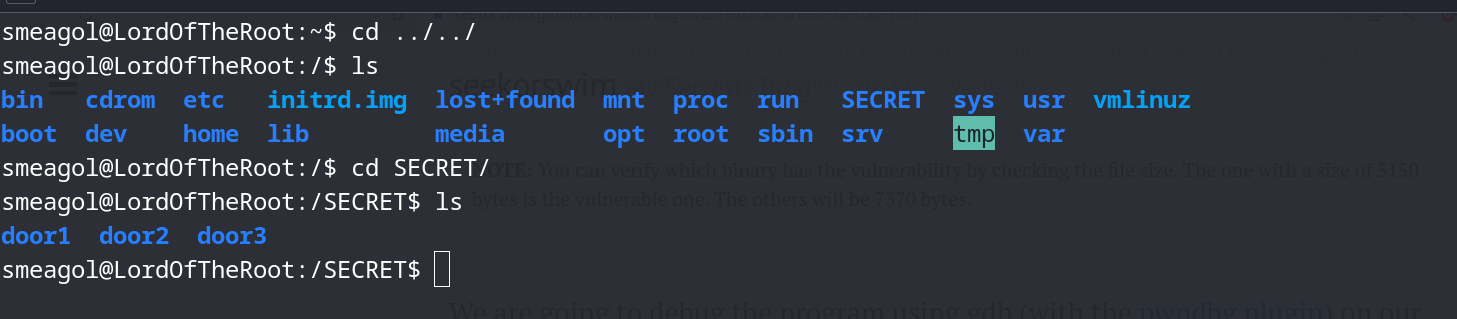 smeagol@LordOfTheRoot:~$ cd ../../
smeagol@LordOfTheRoot:/$ ls
bin cdrom etc initrd.img lost+found mnt proc run SECRET sys usr vmlinuz
boot dev home lib media opt root sbin srv tmp var
smeagol@LordOfTheRoot:/$ cd SECRET/
smeagol@LordOfTheRoot:/SECRET$ ls
door1 door2 door3
smeagol@LordOfTheRoot:/SECRET$
seekorswim
NOTE: You can verify which binary has the vulnerability by checking the file size. The one with a size of 5150
bytes is the vulnerable one. The others will be 7370 bytes.
We are going to debug the program using gdb (with the pwndbg plugin) on our